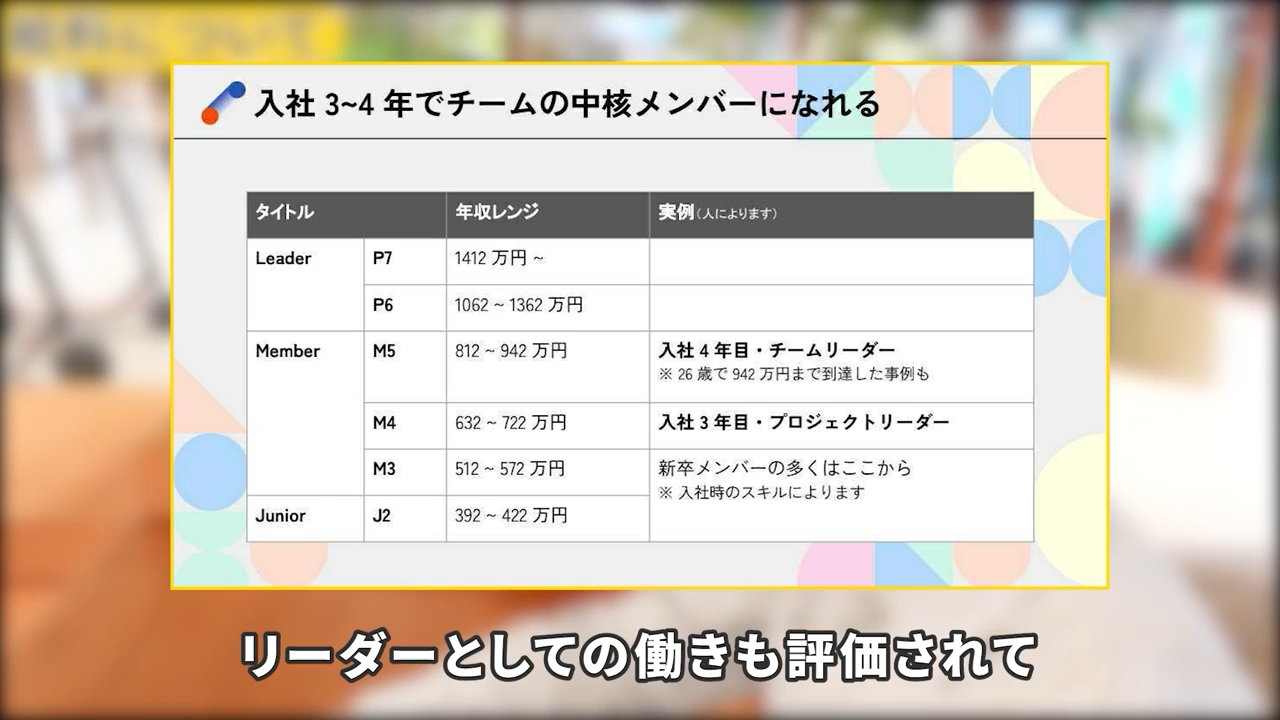 入社 3~4 年でチームの中核メンバーになれる
タイトル 年収レンジ 実例(人によります)
Leader P7 1412 万円 ~
P6 1062 ~ 1362 万円
Member M5 812 ~ 942 万円 入社 4 年目・チームリーダー
※ 26 歳で 942 万円まで到達した事例も
M4 632 ~ 722 万円 入社 3 年目・プロジェクトリーダー
M3 512 ~ 572 万円 新卒メンバーの多くはここから
※ 入社時のスキルによります
Junior J2 392 ~ 422 万円
リーダーとしての働きも評価されて